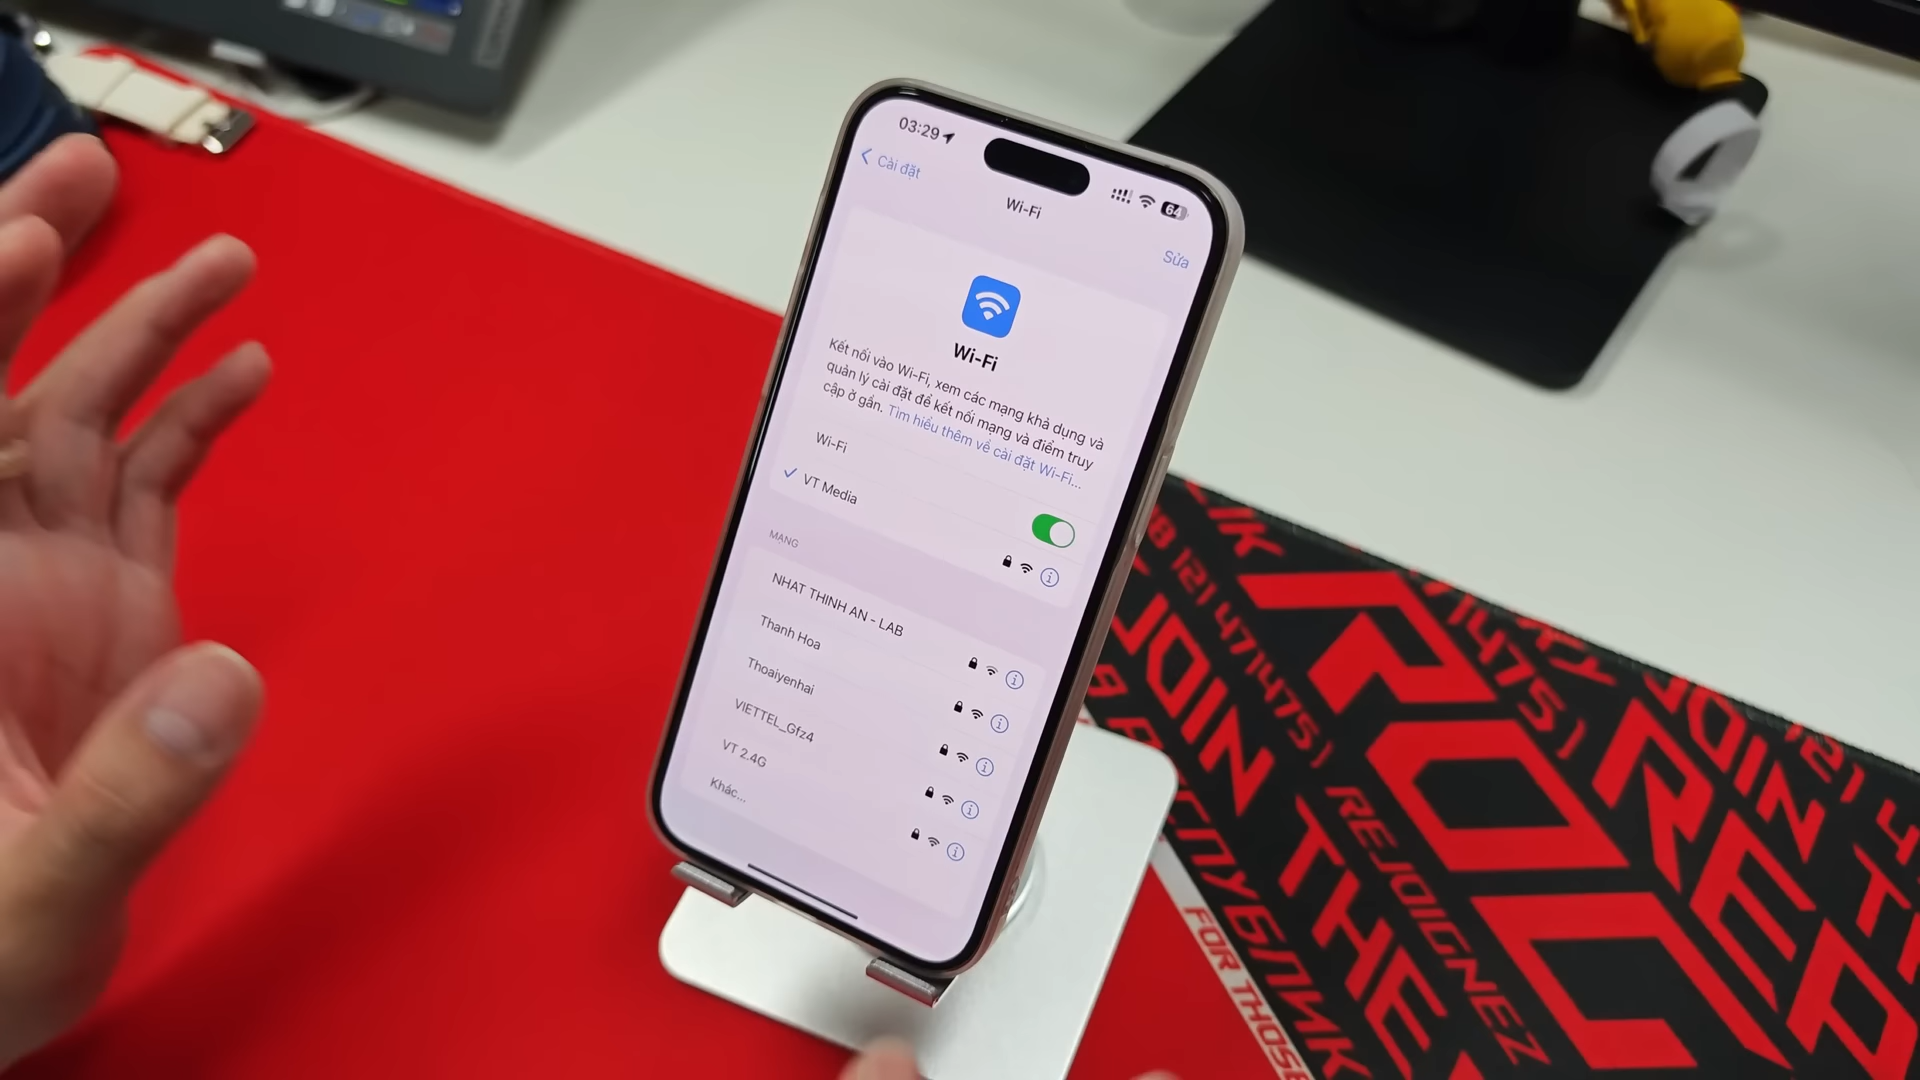 03:29
64
Cài đặt
Wi-Fi
Sửa
Wi-Fi
Kết nối vào Wi-Fi, xem các mạng khả dụng và
quản lý cài đặt để kết nối mạng và điểm truy
cập ở gần. Tìm hiểu thêm về cài đặt Wi-Fi...
Wi-Fi
VT Media
MẠNG
NHAT THINH AN - LAB
Thanh Hoa
Thoaiyenhai
VIETTEL_Gfz4
VT 2.4G
Khác...
JOIN
THE
REJOIGNEZ
FOR THOSE